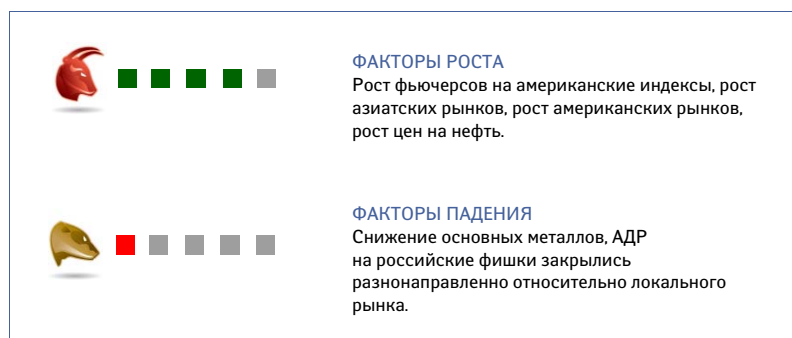 ФАКТОРЫ РОСТА
Рост фьючерсов на американские индексы, рост
азиатских рынков, рост американских рынков,
рост цен на нефть.
ФАКТОРЫ ПАДЕНИЯ
Снижение основных металлов, АДР
на российские фишки закрылись
разнонаправленно относительно локального
рынка.